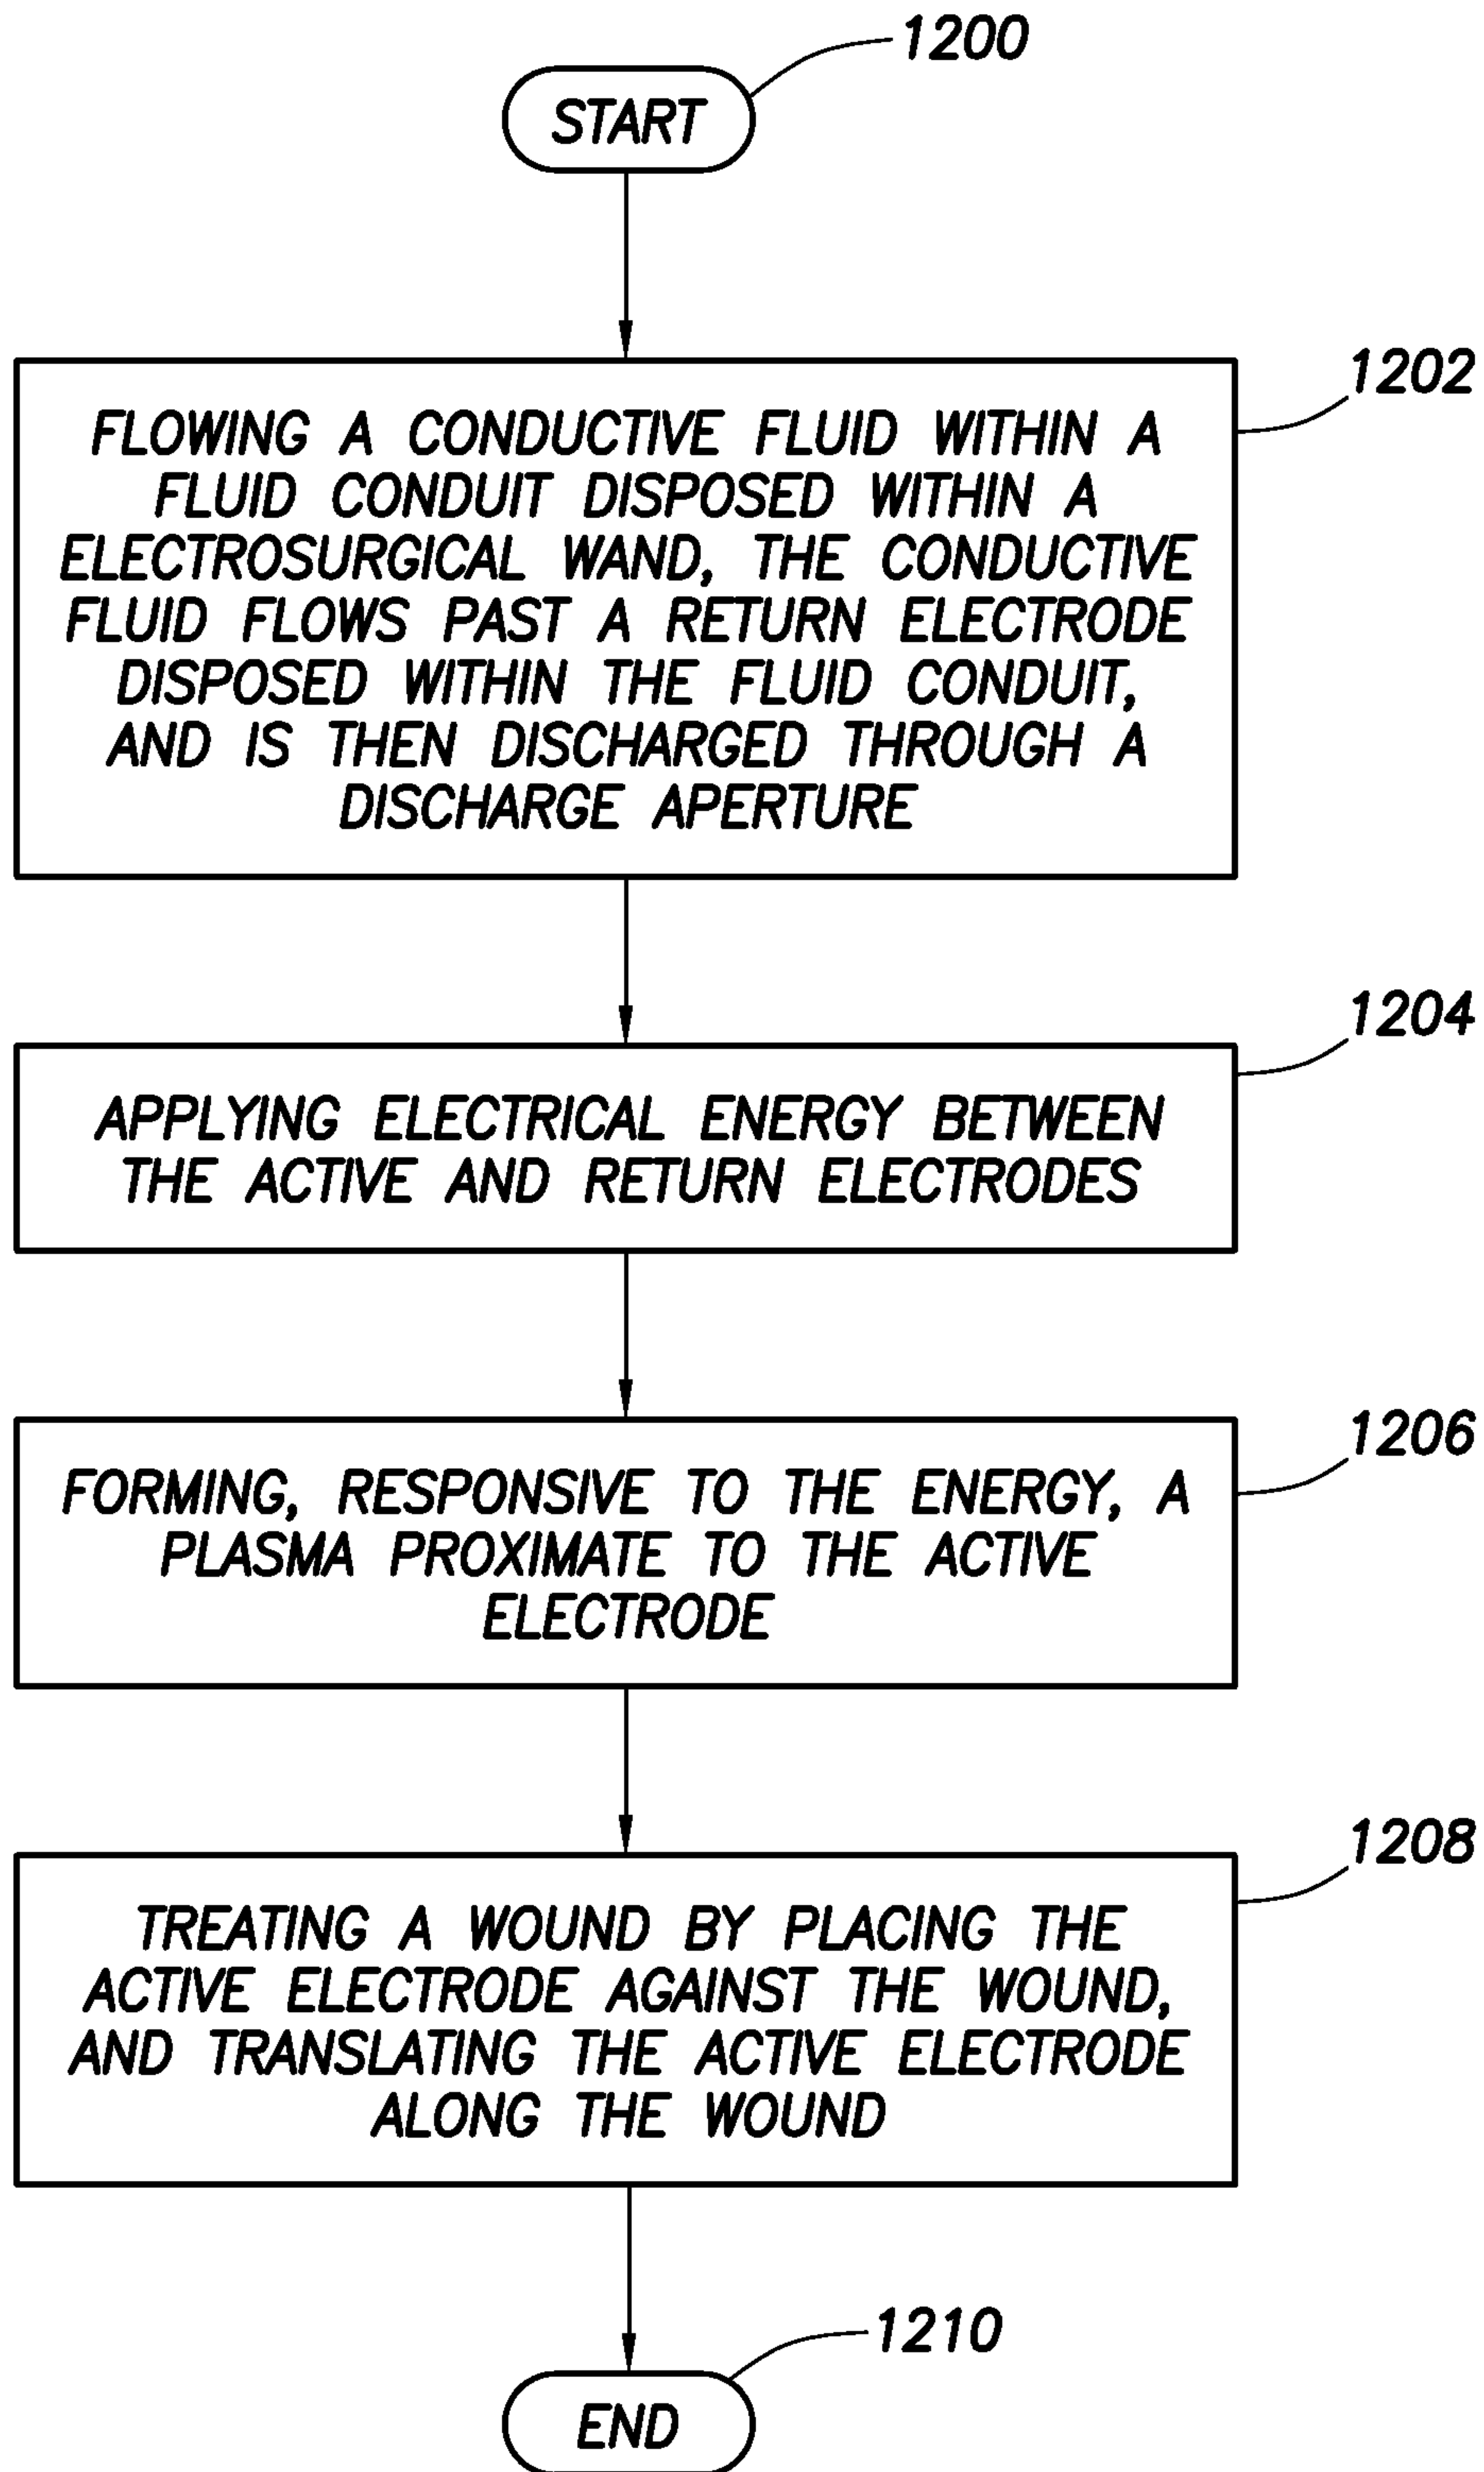 1200
START
1202
FLOWING A CONDUCTIVE FLUID WITHIN A
FLUID CONDUIT DISPOSED WITHIN A
ELECTROSURGICAL WAND, THE CONDUCTIVE
FLUID FLOWS PAST A RETURN ELECTRODE
DISPOSED WITHIN THE FLUID CONDUIT,
AND IS THEN DISCHARGED THROUGH A
DISCHARGE APERTURE
1204
APPLYING ELECTRICAL ENERGY BETWEEN
THE ACTIVE AND RETURN ELECTRODES
1206
FORMING, RESPONSIVE TO THE ENERGY, A
PLASMA PROXIMATE TO THE ACTIVE
ELECTRODE
1208
TREATING A WOUND BY PLACING THE
ACTIVE ELECTRODE AGAINST THE WOUND,
AND TRANSLATING THE ACTIVE ELECTRODE
ALONG THE WOUND
1210
END